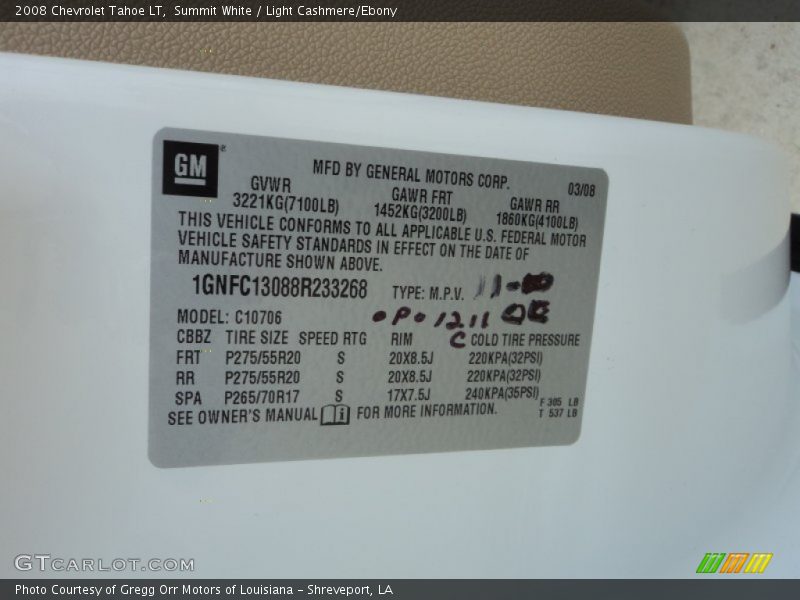 2008 Chevrolet Tahoe LT,  Summit White / Light Cashmere/Ebony
GM®
MFD BY GENERAL MOTORS CORP.
03/08
GVWR GAWR FRT GAWR RR
3221KG(7100LB) 1452KG(3200LB) 1860KG(4100LB)
THIS VEHICLE CONFORMS TO ALL APPLICABLE U.S. FEDERAL MOTOR
VEHICLE SAFETY STANDARDS IN EFFECT ON THE DATE OF
MANUFACTURE SHOWN ABOVE.
1GNFC13088R233268 TYPE: M.P.V. 11-
MODEL: C10706 P 1211
CBBZ TIRE SIZE SPEED RTG RIM C COLD TIRE PRESSURE
FRT P275/55R20 S 20X8.5J 220KPA(32PSI)
RR P275/55R20 S 20X8.5J 220KPA(32PSI)
SPA P265/70R17 S 17X7.5J 240KPA(35PSI)
F 305 LB
T 537 LB
SEE OWNER'S MANUAL i FOR MORE INFORMATION.
GTCARLOT.COM
Photo Courtesy of Gregg Orr Motors of Louisiana - Shreveport, LA